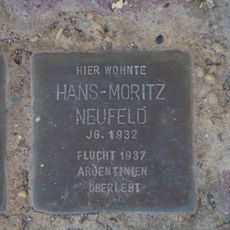 HIER WOHNTE
HANS-MORITZ
NEUFELD
JG. 1932
FLUCHT 1937
ARGENTINIEN
ÜBERLEBT